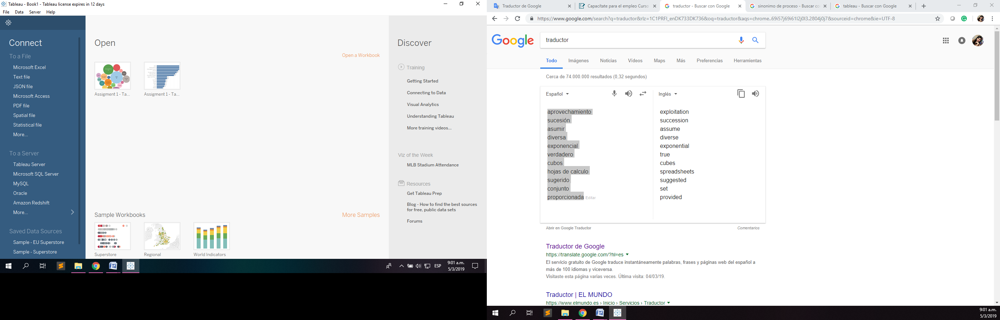 Tableau - Book1 - Tableau license expires in 12 days
File Data Server Help
Connect
To a File
Microsoft Excel
Text file
JSON file
Microsoft Access
PDF file
Spatial file
Statistical file
More...
To a Server
Tableau Server
Microsoft SQL Server
MySQL
Oracle
Amazon Redshift
More...
Saved Data Sources
Sample - EU Superstore
Sample - Superstore
Open
Open a Workbook
Assigment 1 - Ta...
Assigment 1 - Ta...
Sample Workbooks
More Samples
Superstore
Regional
World Indicators
Discover
Training
Getting Started
Connecting to Data
Visual Analytics
Understanding Tableau
More training videos...
Viz of the Week
MLB Stadium Attendance
Resources
Get Tableau Prep
Blog - How to find the best sources
for free, public data sets
Forums
ESP
9:01 a.m.
5/3/2019
Traductor de Google
Capacítate para el empleo Curso
traductor - Buscar con Google
sinonimo de proceso - Buscar co
tableau - Buscar con Google
https://www.google.com/search?q=traductor&rlz=1C1PRFI_enDK733DK736&oq=traductor&aqs=chrome..69i57j69i61l2j0l3.2804j0j7&sourceid=chrome&ie=UTF-8
Google
traductor
Todo Imágenes Noticias Vídeos Maps Más Preferencias Herramientas
Cerca de 74.000.000 resultados (0,32 segundos)
Español
Inglés
aprovechamiento
sucesión
asumir
diversa
exponencial
verdadero
cubos
hojas de calculo
sugerido
conjunto
proporcionada Editar
exploitation
succession
assume
diverse
exponential
true
cubes
spreadsheets
suggested
set
provided
Abrir en Google Traductor
Comentarios
Traductor de Google
https://translate.google.com/?hl=es
El servicio gratuito de Google traduce instantáneamente palabras, frases y páginas web del español a
más de 100 idiomas y viceversa.
Visitaste esta página varias veces. Última visita: 04/03/19.
Traductor | EL MUNDO
https://www.elmundo.es › Inicio › Servicios › Traductor
9:01 a.m.
5/3/2019